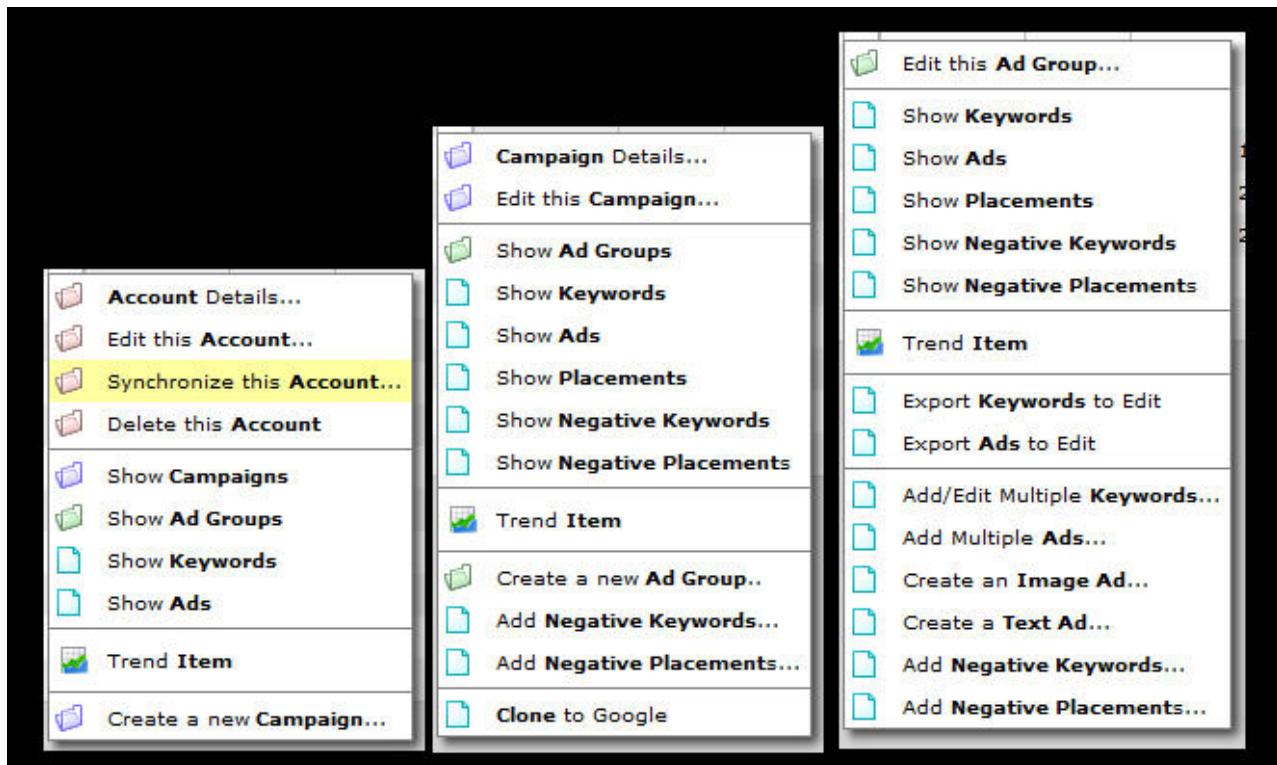 Account Details...
Edit this Account...
Synchronize this Account...
Delete this Account
Show Campaigns
Show Ad Groups
Show Keywords
Show Ads
Trend Item
Create a new Campaign...
Campaign Details...
Edit this Campaign...
Show Ad Groups
Show Keywords
Show Ads
Show Placements
Show Negative Keywords
Show Negative Placements
Trend Item
Create a new Ad Group..
Add Negative Keywords...
Add Negative Placements...
Clone to Google
Edit this Ad Group...
Show Keywords
Show Ads
Show Placements
Show Negative Keywords
Show Negative Placements
Trend Item
Export Keywords to Edit
Export Ads to Edit
Add/Edit Multiple Keywords...
Add Multiple Ads...
Create an Image Ad...
Create a Text Ad...
Add Negative Keywords...
Add Negative Placements...